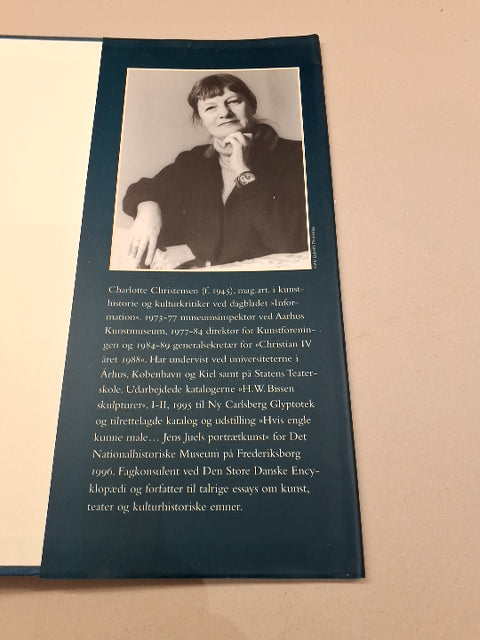 Charlotte Christensen (f. 1943), mag.art. i kunst-
historie og kulturkritiker ved dagbladet »Infor-
mation«. 1973-77 museumsinspektør ved Aarhus
Kunstmuseum, 1977-84 direktør for Kunstforenin-
gen og 1984-89 generalsekretær for »Christian IV
året 1988«. Har undervist ved universiteterne i
Århus, København og Kiel samt på Statens Teater-
skole. Udarbejdede katalogerne »H.W. Bissen
skulpturer«, I-II, 1995 til Ny Carlsberg Glyptotek
og tilrettelagde katalog og udstilling »Hvis engle
kunne male... Jens Juels portrætkunst« for Det
Nationalhistoriske Museum på Frederiksborg
1996. Fagkonsulent ved Den Store Danske Ency-
klopædi og forfatter til talrige essays om kunst,
teater og kulturhistoriske emner.